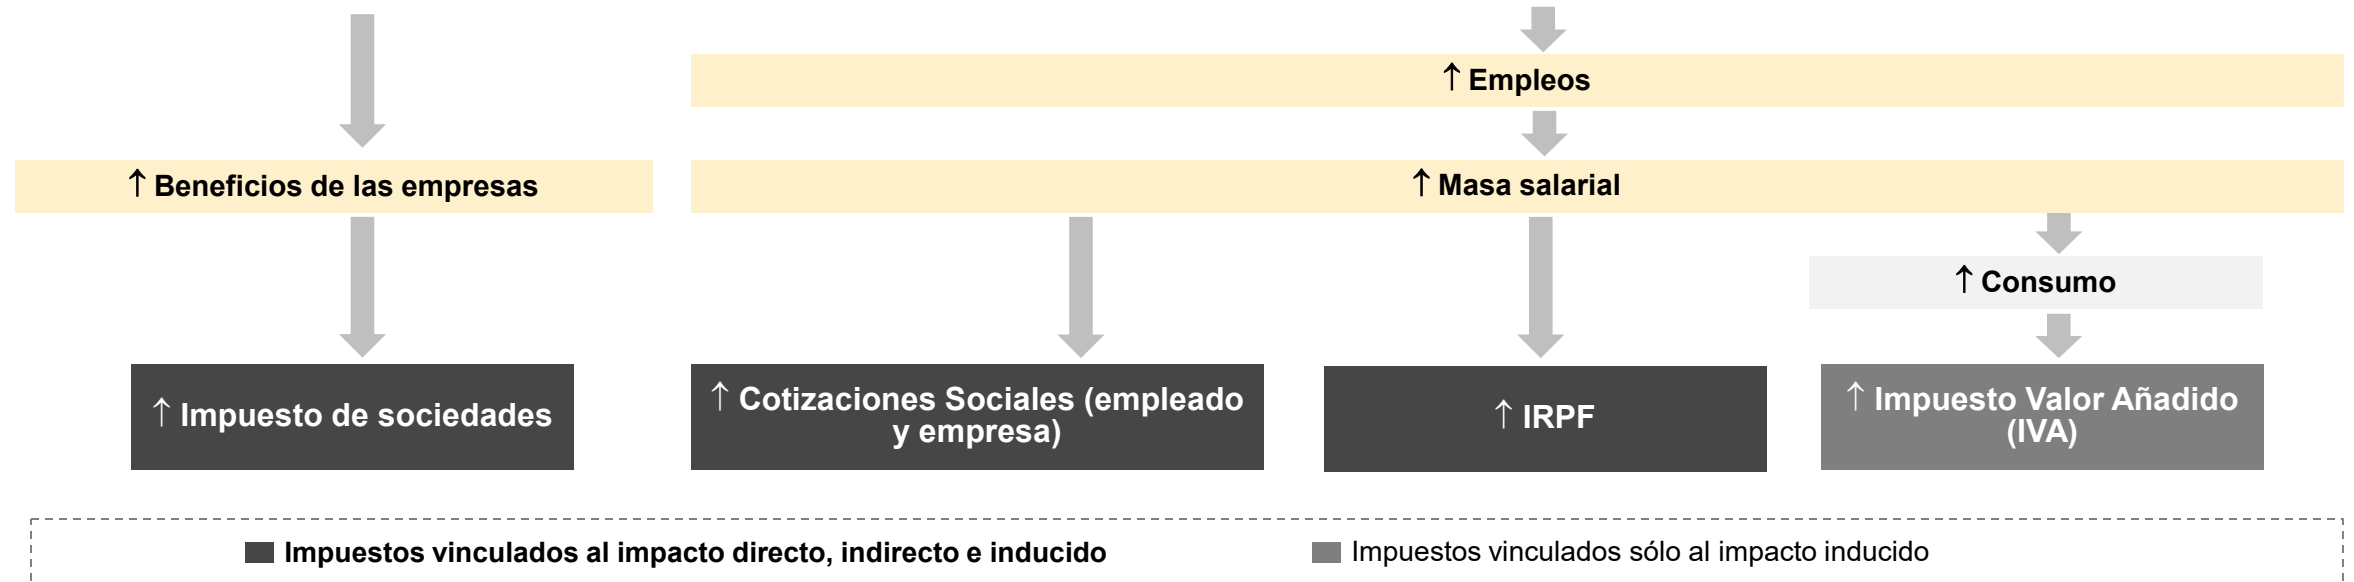 ↑ Empleos
↑ Beneficios de las empresas
↑ Masa salarial
↑ Consumo
↑ Impuesto de sociedades
↑ Cotizaciones Sociales (empleado
y empresa)
↑ IRPF
↑ Impuesto Valor Añadido
(IVA)
Impuestos vinculados al impacto directo, indirecto e inducido
Impuestos vinculados sólo al impacto inducido